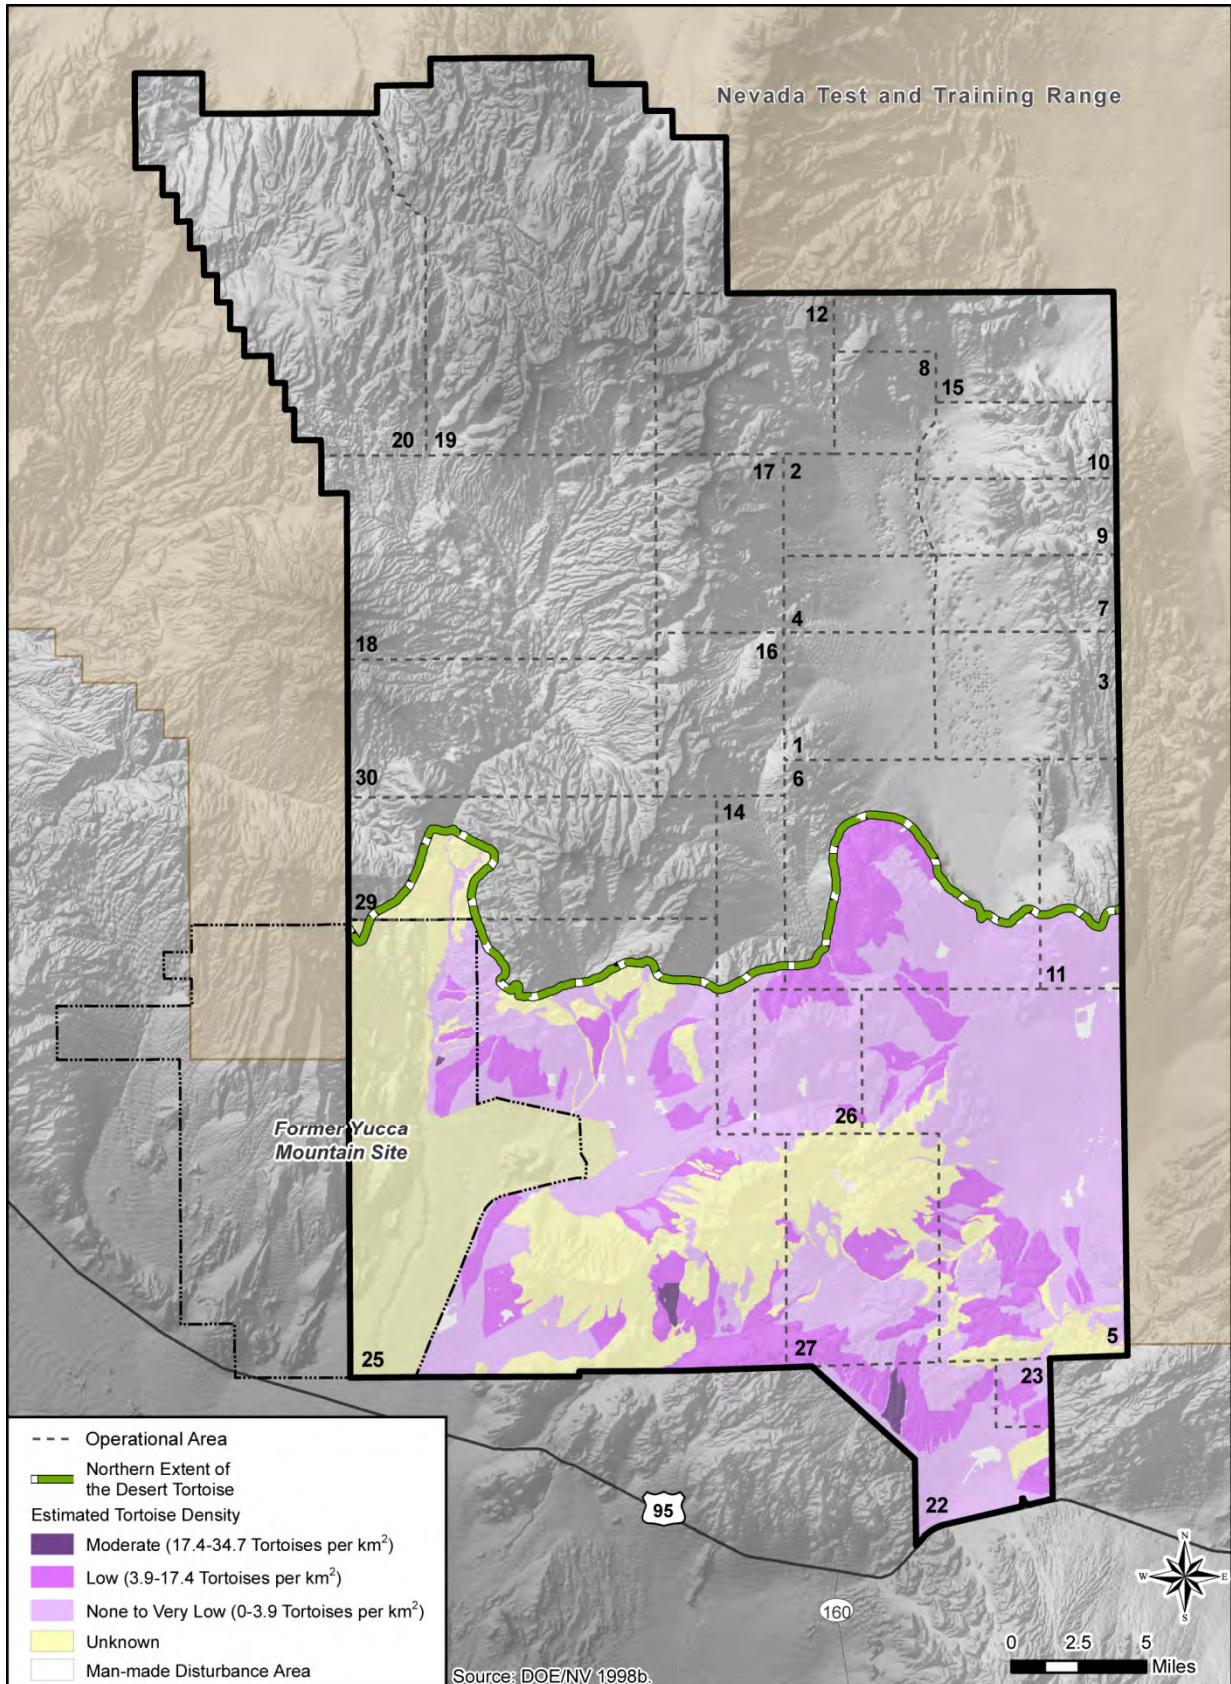 Nevada Test and Training Range
12
8
15
20
19
17
2
10
9
4
7
18
16
3
1
30
6
14
29
11
26
Former Yucca
Mountain Site
25
27
5
23
22
95
160
N
W
E
S
0 2.5 5
Miles
Operational Area
Northern Extent of
the Desert Tortoise
Estimated Tortoise Density
Moderate (17.4-34.7 Tortoises per km²)
Low (3.9-17.4 Tortoises per km²)
None to Very Low (0-3.9 Tortoises per km²)
Unknown
Man-made Disturbance Area
Source: DOE/NV 1998b.